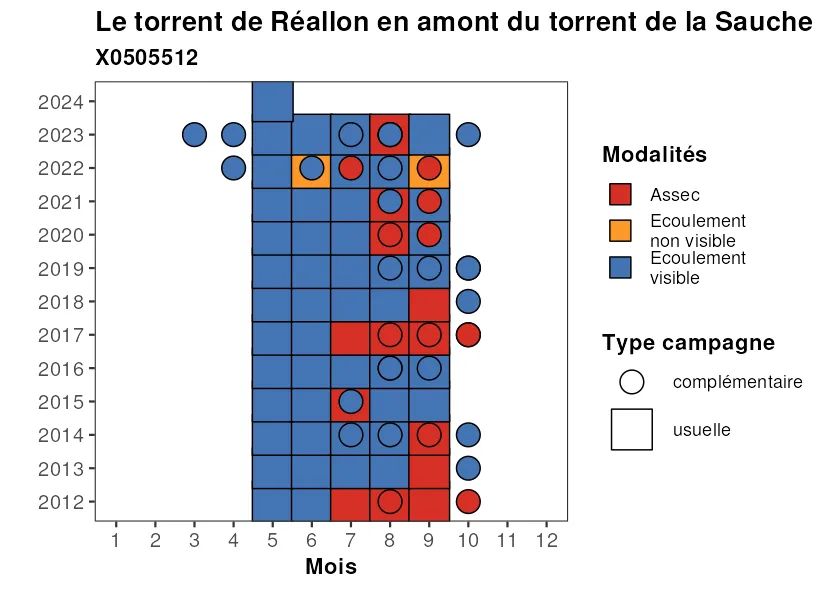 Le torrent de Réallon en amont du torrent de la Sauche
X0505512
2024
2023
2022
2021
2020
2019
2018
2017
2016
2015
2014
2013
2012
1 2 3 4 5 6 7 8 9 10 11 12
Mois
Modalités
Assec
Ecoulement
non visible
Ecoulement
visible
Type campagne
complémentaire
usuelle